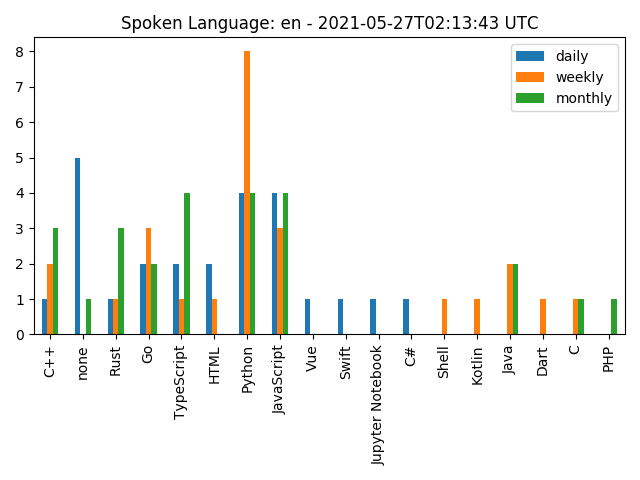 Spoken Language: en - 2021-05-27T02:13:43 UTC
daily
weekly
monthly
8
7
6
5
4
3
2
1
0
C++
none
Rust
Go
TypeScript
HTML
Python
JavaScript
Vue
Swift
Jupyter Notebook
C#
Shell
Kotlin
Java
Dart
C
PHP